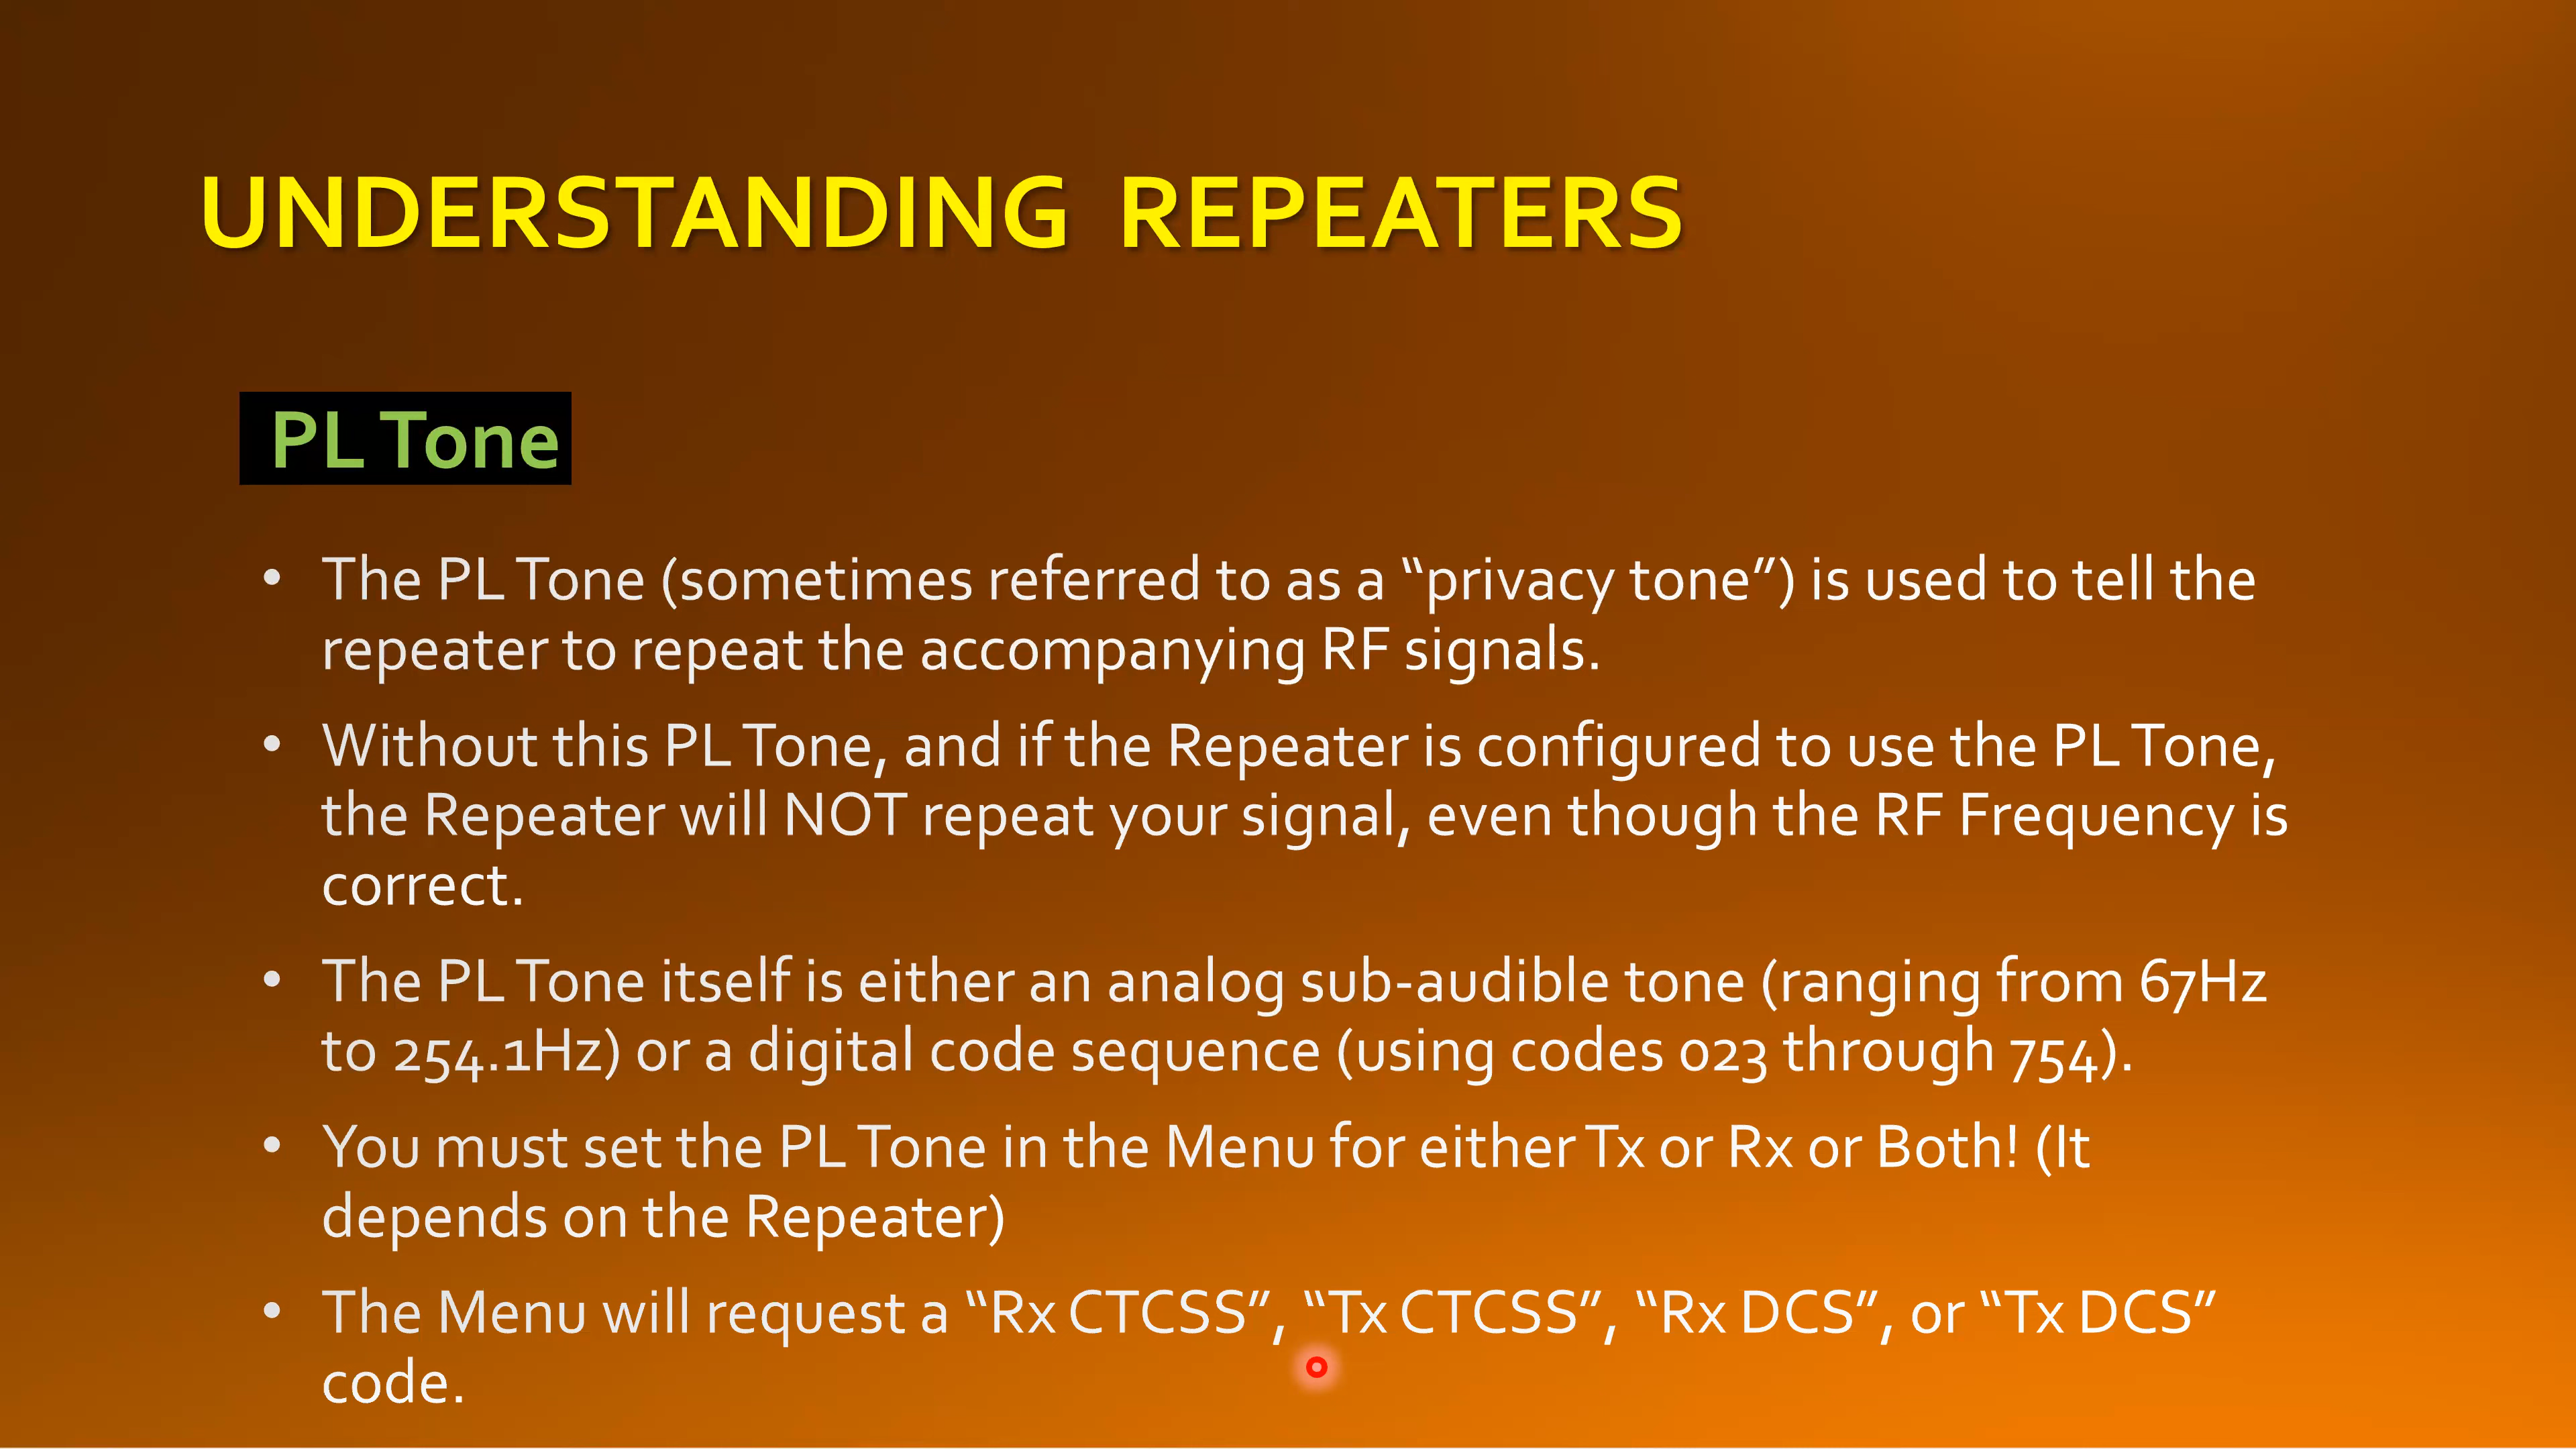 UNDERSTANDING REPEATERS
PL Tone
• The PL Tone (sometimes referred to as a “privacy tone”) is used to tell the
repeater to repeat the accompanying RF signals.
• Without this PL Tone, and if the Repeater is configured to use the PL Tone,
the Repeater will NOT repeat your signal, even though the RF Frequency is
correct.
• The PL Tone itself is either an analog sub-audible tone (ranging from 67Hz
to 254.1Hz) or a digital code sequence (using codes 023 through 754).
• You must set the PL Tone in the Menu for either Tx or Rx or Both! (It
depends on the Repeater)
• The Menu will request a “Rx CTCSS”, “Tx CTCSS”, “Rx DCS”, or “Tx DCS”
code.